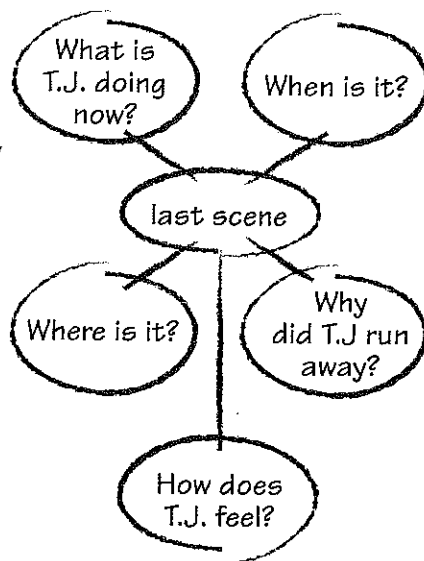 What is
T.J. doing
now?
When is it?
last scene
Where is it?
Why
did T.J run
away?
How does
T.J. feel?